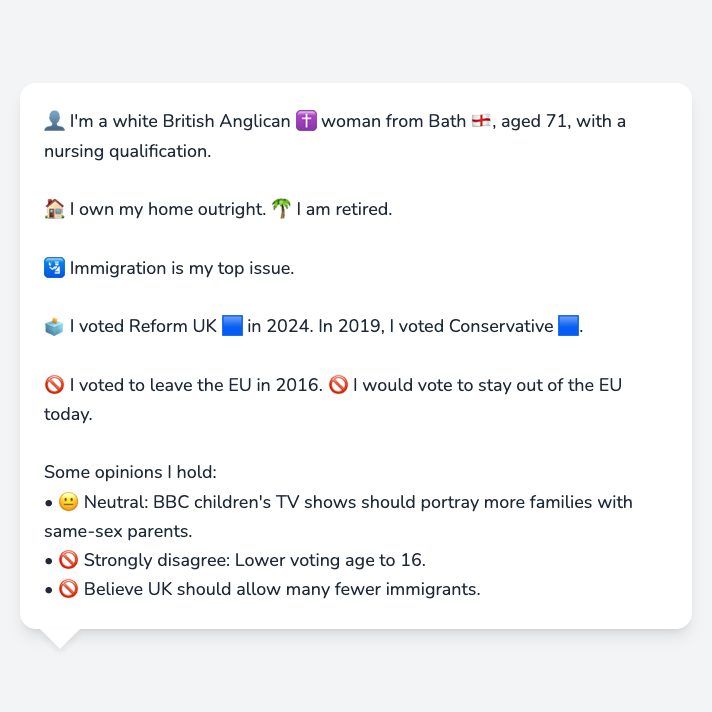 👤 I'm a white British Anglican ✝️ woman from Bath 🏴󠁧󠁢󠁥󠁮󠁧󠁿, aged 71, with a
nursing qualification.
🏠 I own my home outright. 🌴 I am retired.
🛂 Immigration is my top issue.
🗳️ I voted Reform UK 🟦 in 2024. In 2019, I voted Conservative 🟦.
🚫 I voted to leave the EU in 2016. 🚫 I would vote to stay out of the EU
today.
Some opinions I hold:
• 😐 Neutral: BBC children's TV shows should portray more families with
same-sex parents.
• 🚫 Strongly disagree: Lower voting age to 16.
• 🚫 Believe UK should allow many fewer immigrants.